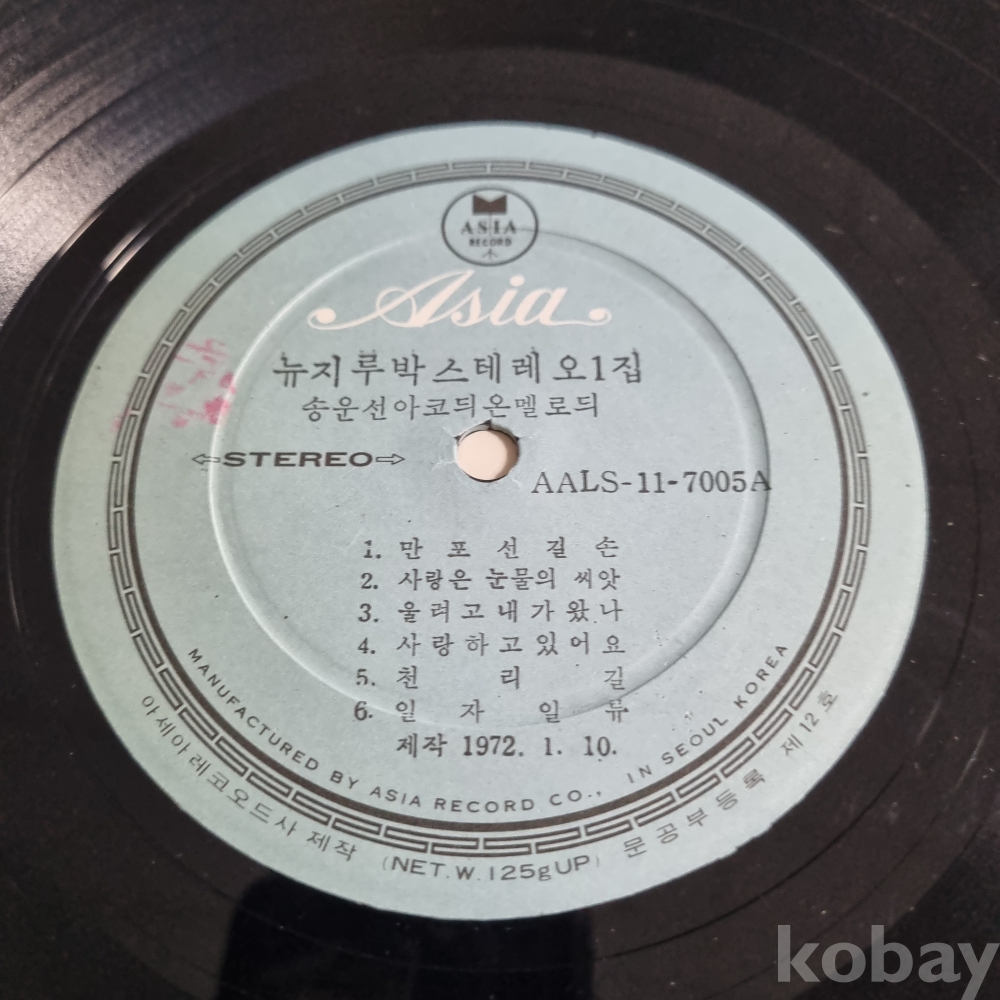 ASIA
RECORD
Asia
뉴지루박스테레오1집
송운선아코듸온멜로듸
STEREO
AALS-11-7005A
1. 만포선길손
2. 사랑은 눈물의 씨앗
3. 울려고내가왔나
4. 사랑하고있어요
5. 천리길
6. 일자일류
제작 1972. 1. 10.
MANUFACTURED BY ASIA RECORD CO., IN SEOUL KOREA
아세아레코오드사 제작 (NET.W.125gUP) 문공부등록 제12호
kobay